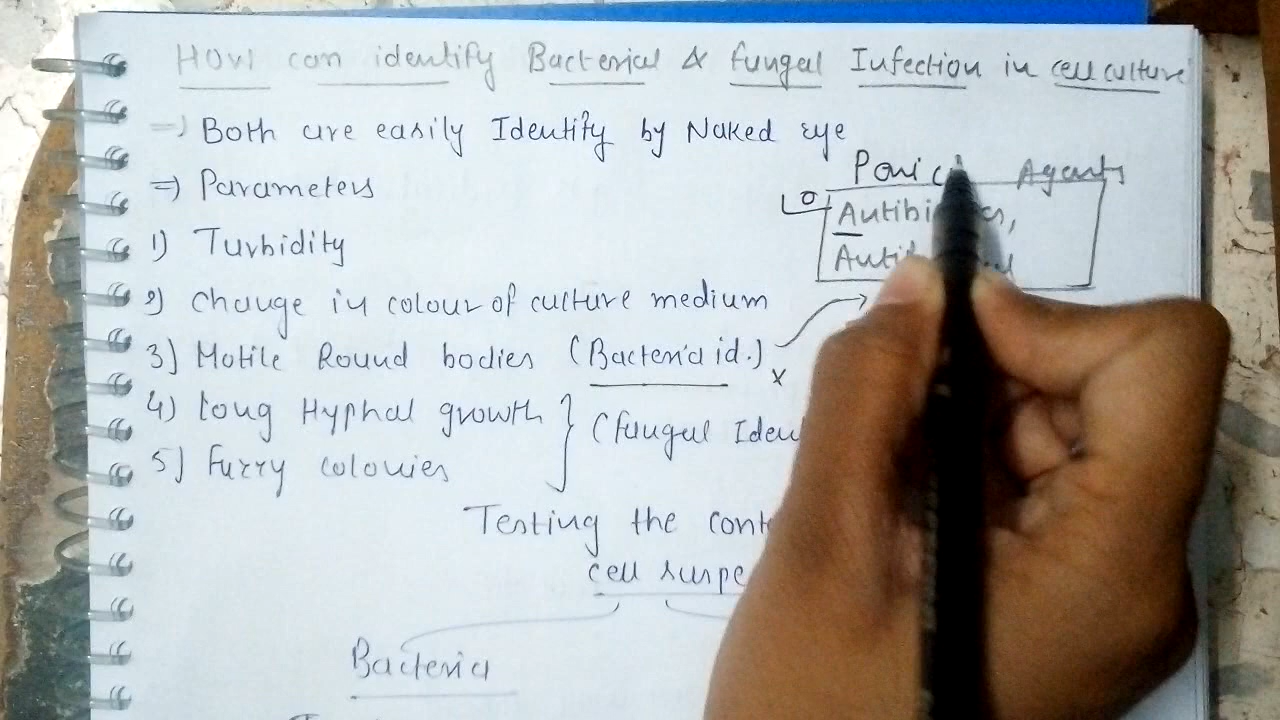 How can identify Bacterial & fungal Infection in cell culture
=) Both are easily Identify by Naked eye
Agents
=) Parameters
1) Turbidity
2) Change in colour of culture medium
3) Motile Round bodies (Bacteria id.)
x
4) long Hyphal growth
5) Furry colonies
(fungal
Testing the
cell
Bacteria